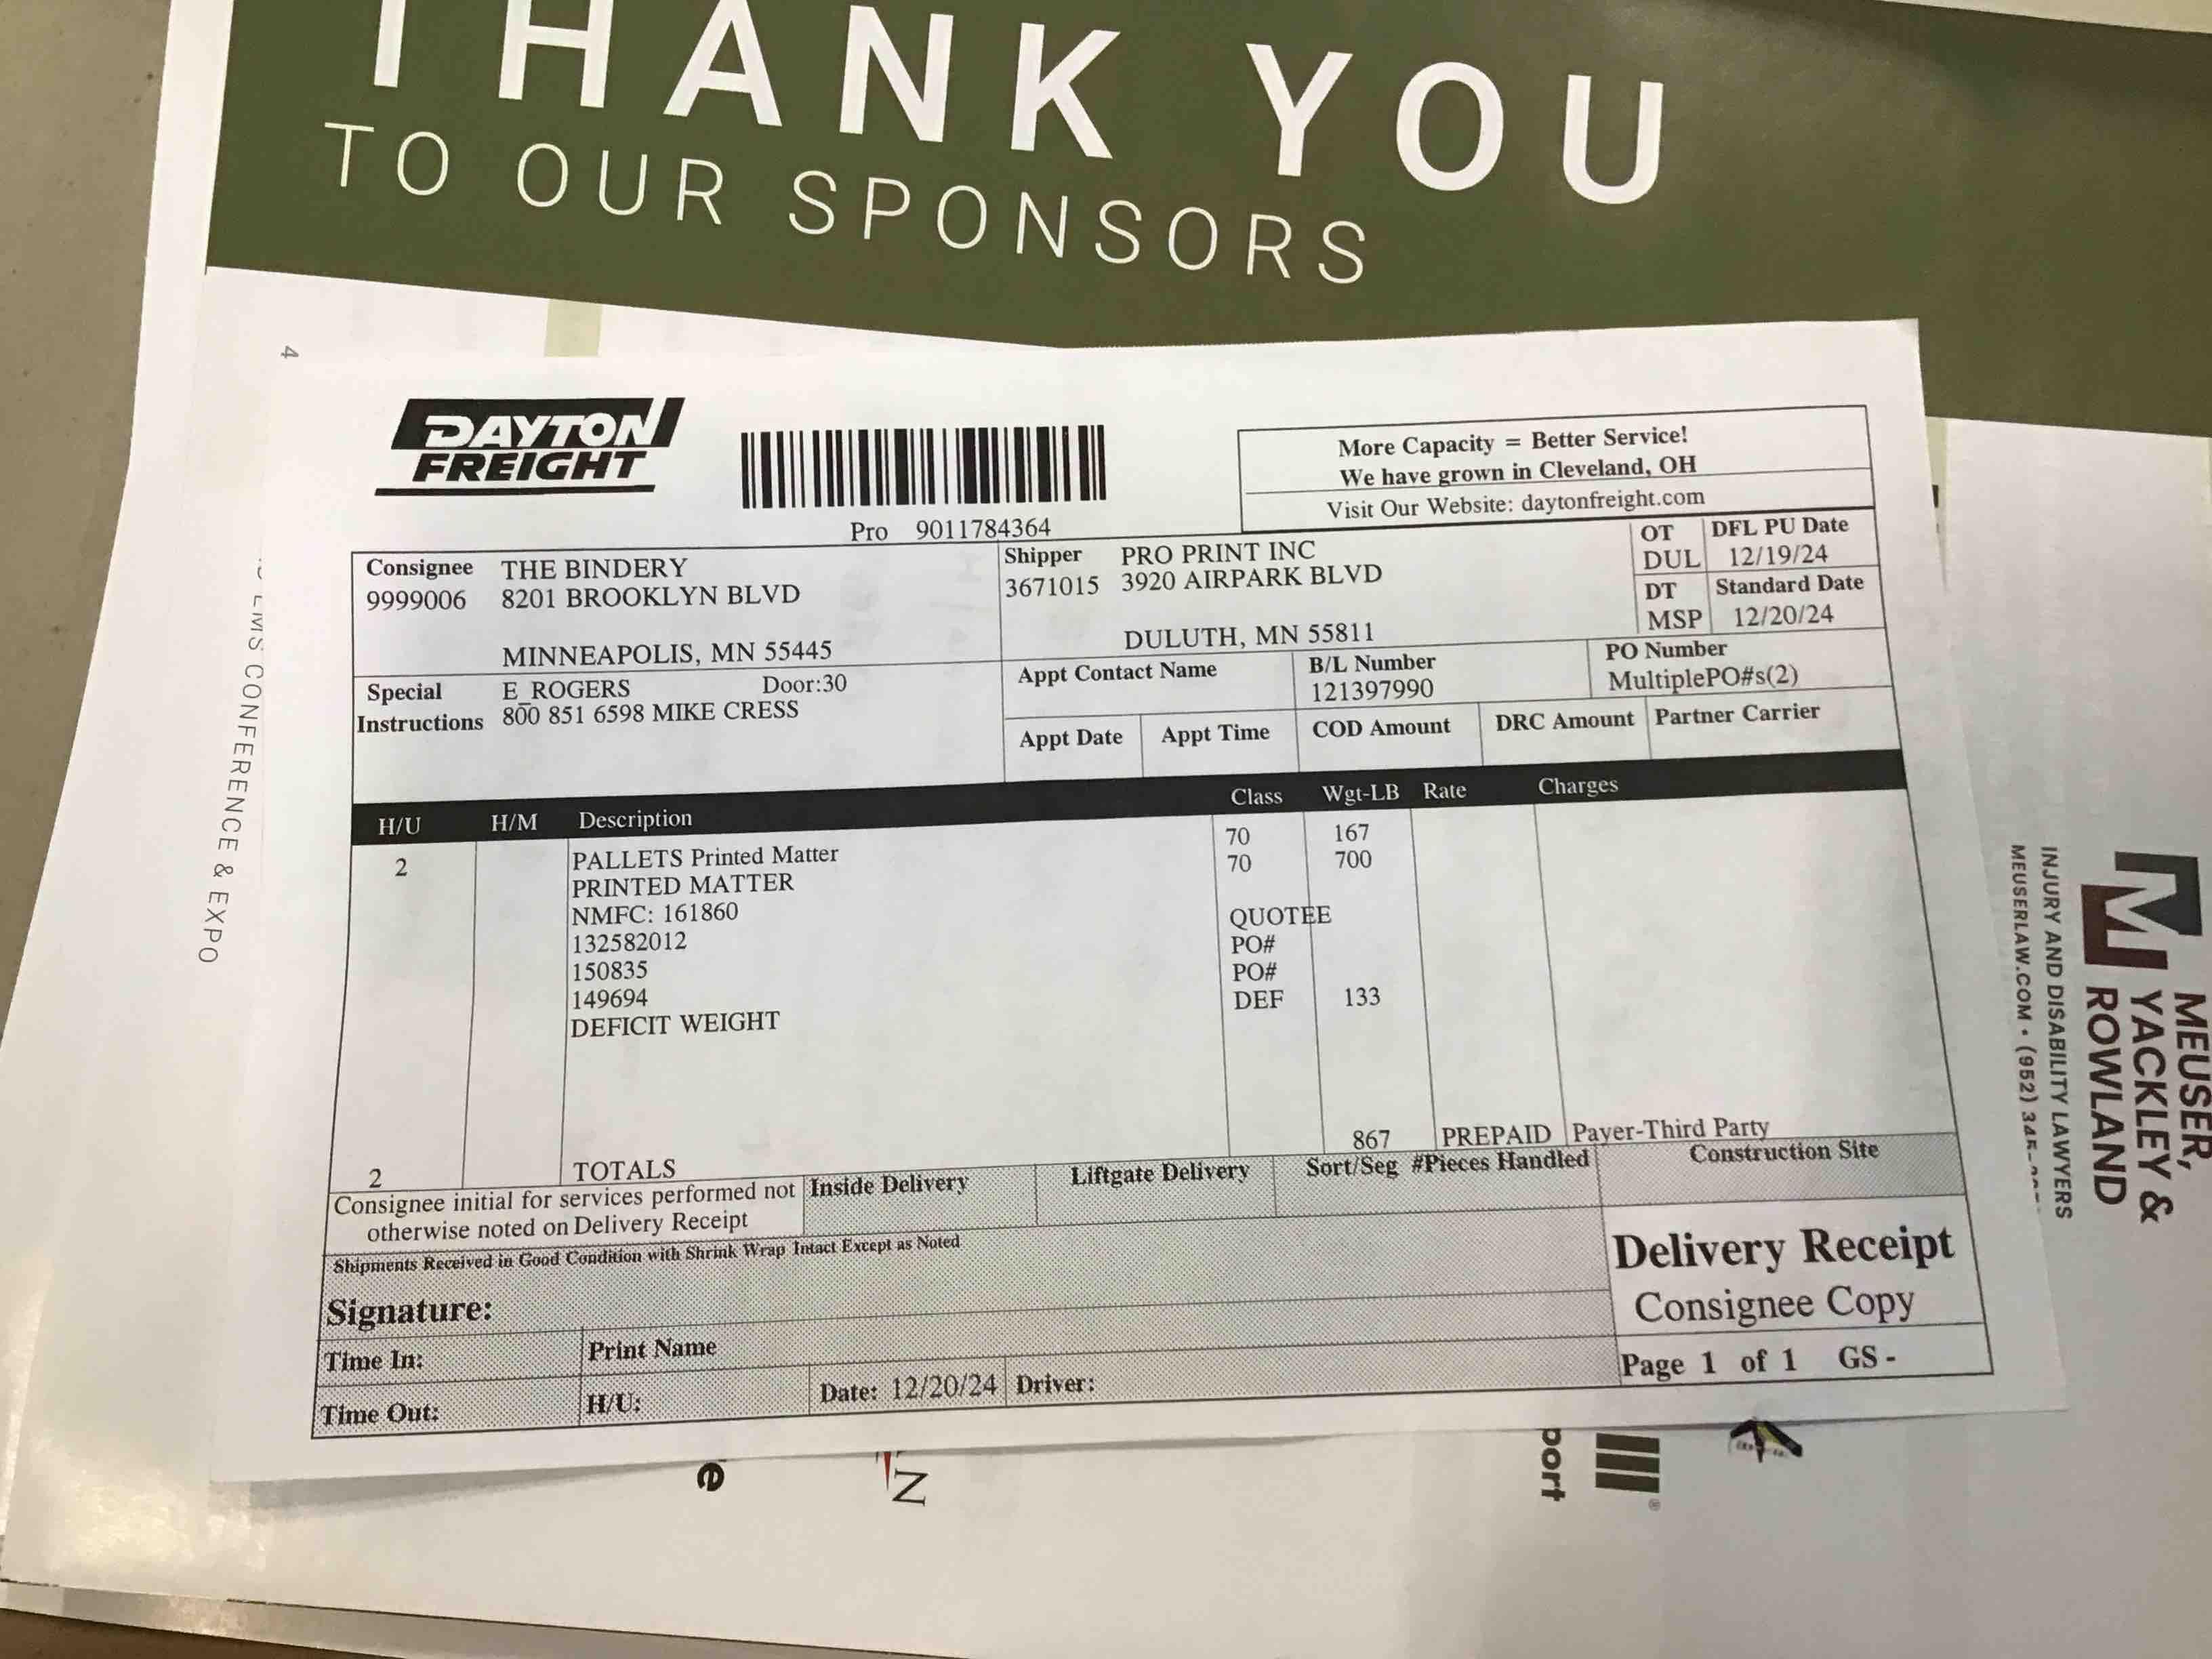 THANK YOU
TO OUR SPONSORS
4
DAYTON
FREIGHT
Pro 9011784364
More Capacity = Better Service!
We have grown in Cleveland, OH
Visit Our Website: daytonfreight.com
Consignee THE BINDERY
9999006 8201 BROOKLYN BLVD
MINNEAPOLIS, MN 55445
Shipper PRO PRINT INC
3671015 3920 AIRPARK BLVD
DULUTH, MN 55811
OT DFL PU Date
DUL 12/19/24
DT Standard Date
MSP 12/20/24
Special E_ROGERS Door:30
Instructions 800 851 6598 MIKE CRESS
Appt Contact Name
B/L Number
121397990
PO Number
MultiplePO#s(2)
Appt Date Appt Time COD Amount DRC Amount Partner Carrier
H/U H/M Description Class Wgt-LB Rate Charges
2 PALLETS Printed Matter 70 167
PRINTED MATTER 70 700
NMFC: 161860
132582012 QUOTEE
150835 PO#
149694 PO#
DEFICIT WEIGHT DEF 133
2 TOTALS 867 PREPAID Payer-Third Party
Consignee initial for services performed not
otherwise noted on Delivery Receipt
Inside Delivery Liftgate Delivery Sort/Seg #Pieces Handled Construction Site
Shipments Received in Good Condition with Shrink Wrap Intact Except as Noted
Signature:
Time In: Print Name
Time Out: H/U: Date: 12/20/24 Driver:
Delivery Receipt
Consignee Copy
Page 1 of 1 GS -
CONFERENCE & EXPO
MEUSER,
YACKLEY &
ROWLAND
INJURY AND DISABILITY LAWYERS
MEUSERLAW.COM • (952)
e
N
port